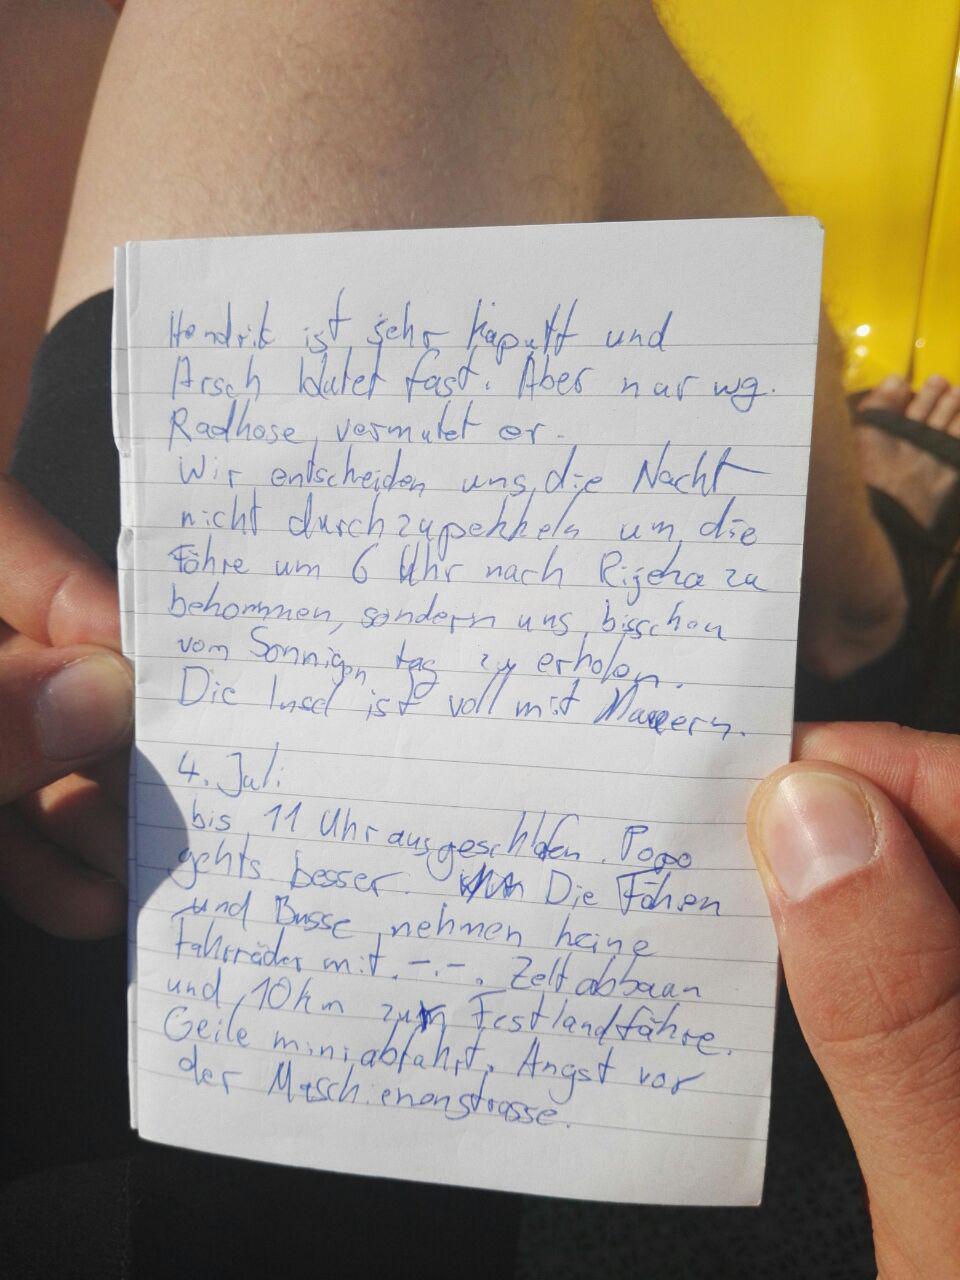 Hendrik ist sehr kaputt und
Arsch blutet fast. Aber nur wg.
Radhose, vermutet er.
Wir entscheiden uns, die Nacht
nicht durchzupekkeln um die
Fähre um 6 Uhr nach Rijeka zu
bekommen, sondern uns bisschen
vom Sonnigen tag zu erholen.
Die Insel ist voll mit Mauern.
4. Juli
bis 11 Uhr ausgeschlafen. Popo
gehts besser. Die Fähren
und Busse nehmen keine
Fahrräder mit. -.-. Zelt abbaun
und 10km zur Festlandfähre.
Geile miniabfahrt. Angst vor
der Maschienenstrasse.